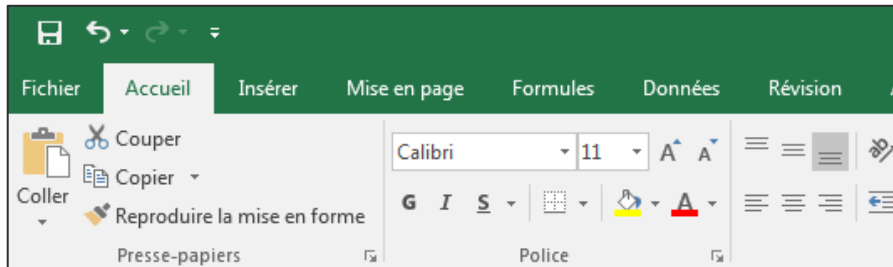 Fichier Accueil Insérer Mise en page Formules Données Révision
Couper
Calibri 11 A A
Copier
Coller
G I S A
Reproduire la mise en forme
Presse-papiers Police